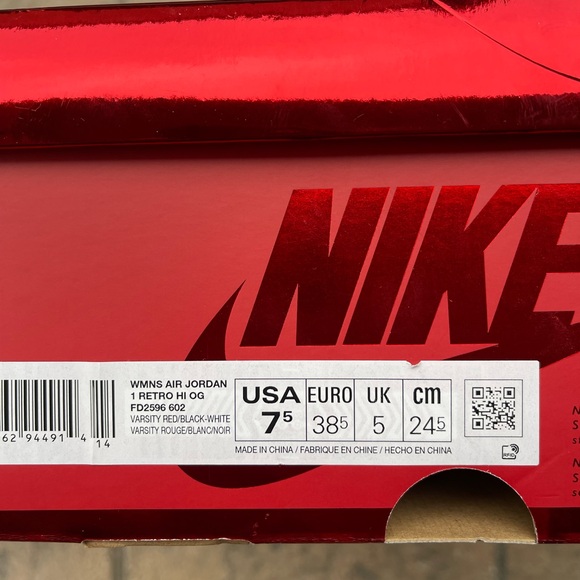 NIKE
WMNS AIR JORDAN
1 RETRO HI OG
FD2596 602
VARSITY RED/BLACK-WHITE
VARSITY ROUGE/BLANC/NOIR
USA EURO UK cm
7⁵ 38⁵ 5 24⁵
62 94491 4 14
MADE IN CHINA / FABRIQUE EN CHINE / HECHO EN CHINA
RFID